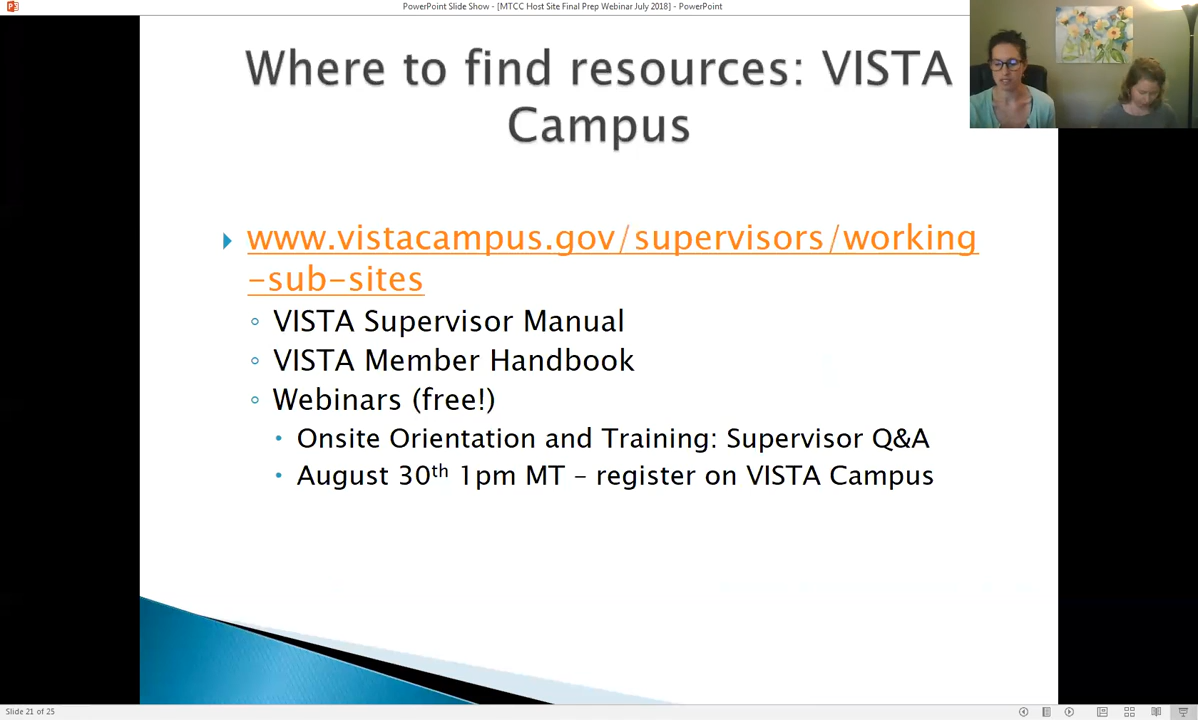 PowerPoint Slide Show - [MTCC Host Site Final Prep Webinar July 2018] - PowerPoint
Where to find resources: VISTA
Campus
www.vistacampus.gov/supervisors/working
-sub-sites
VISTA Supervisor Manual
VISTA Member Handbook
Webinars (free!)
Onsite Orientation and Training: Supervisor Q&A
August 30th 1pm MT – register on VISTA Campus
Slide 21 of 25